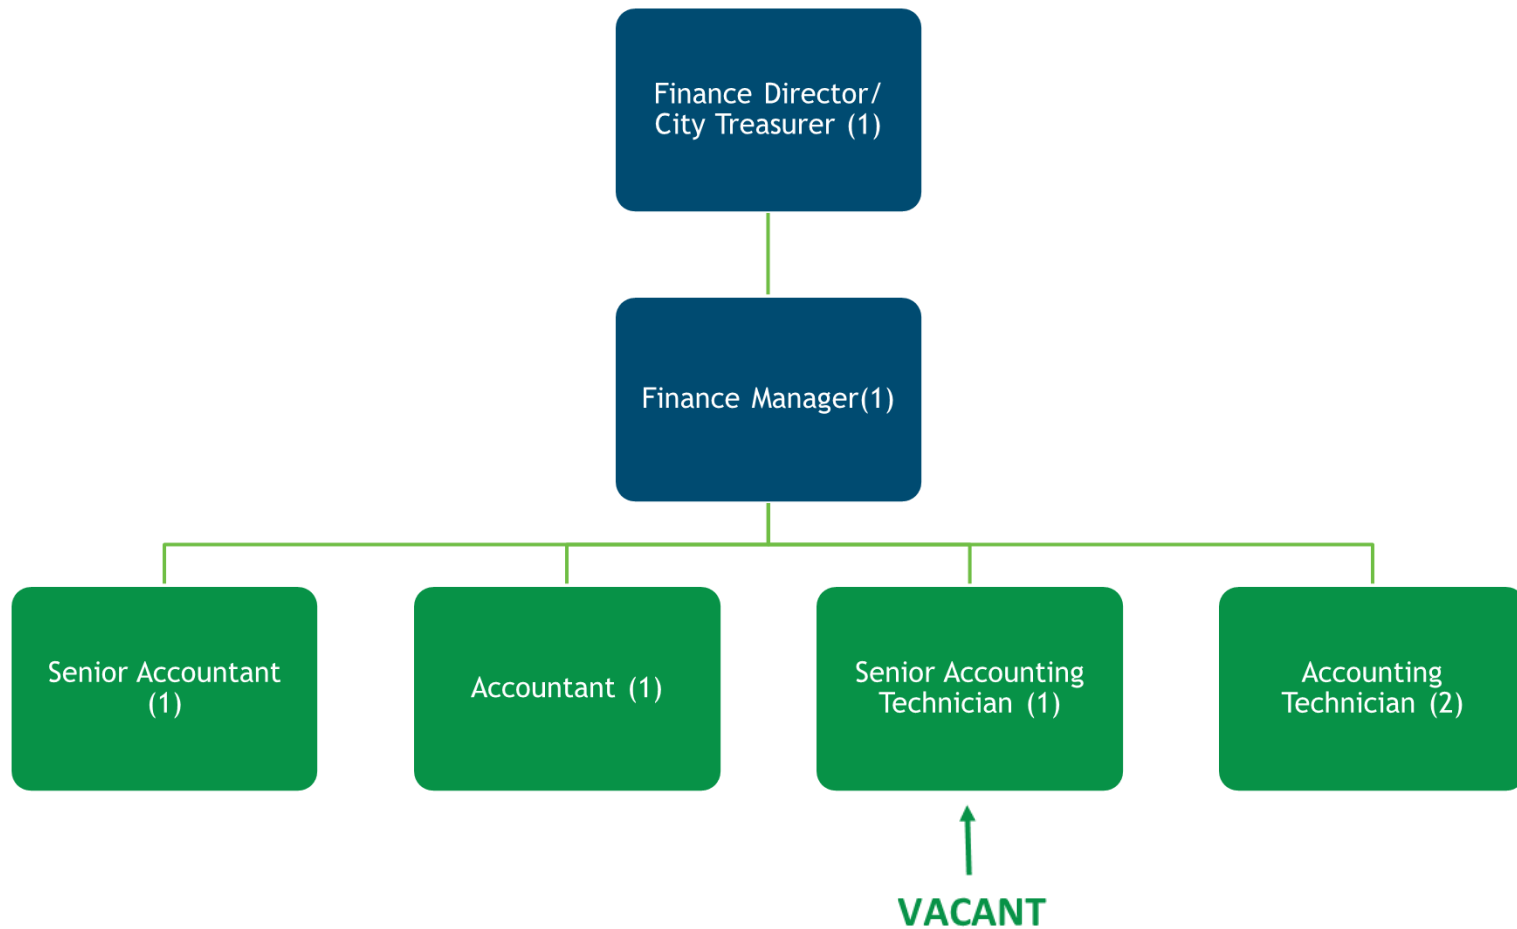 Finance Director/
City Treasurer (1)
Finance Manager(1)
Senior Accountant
(1)
Accountant (1)
Senior Accounting
Technician (1)
Accounting
Technician (2)
VACANT